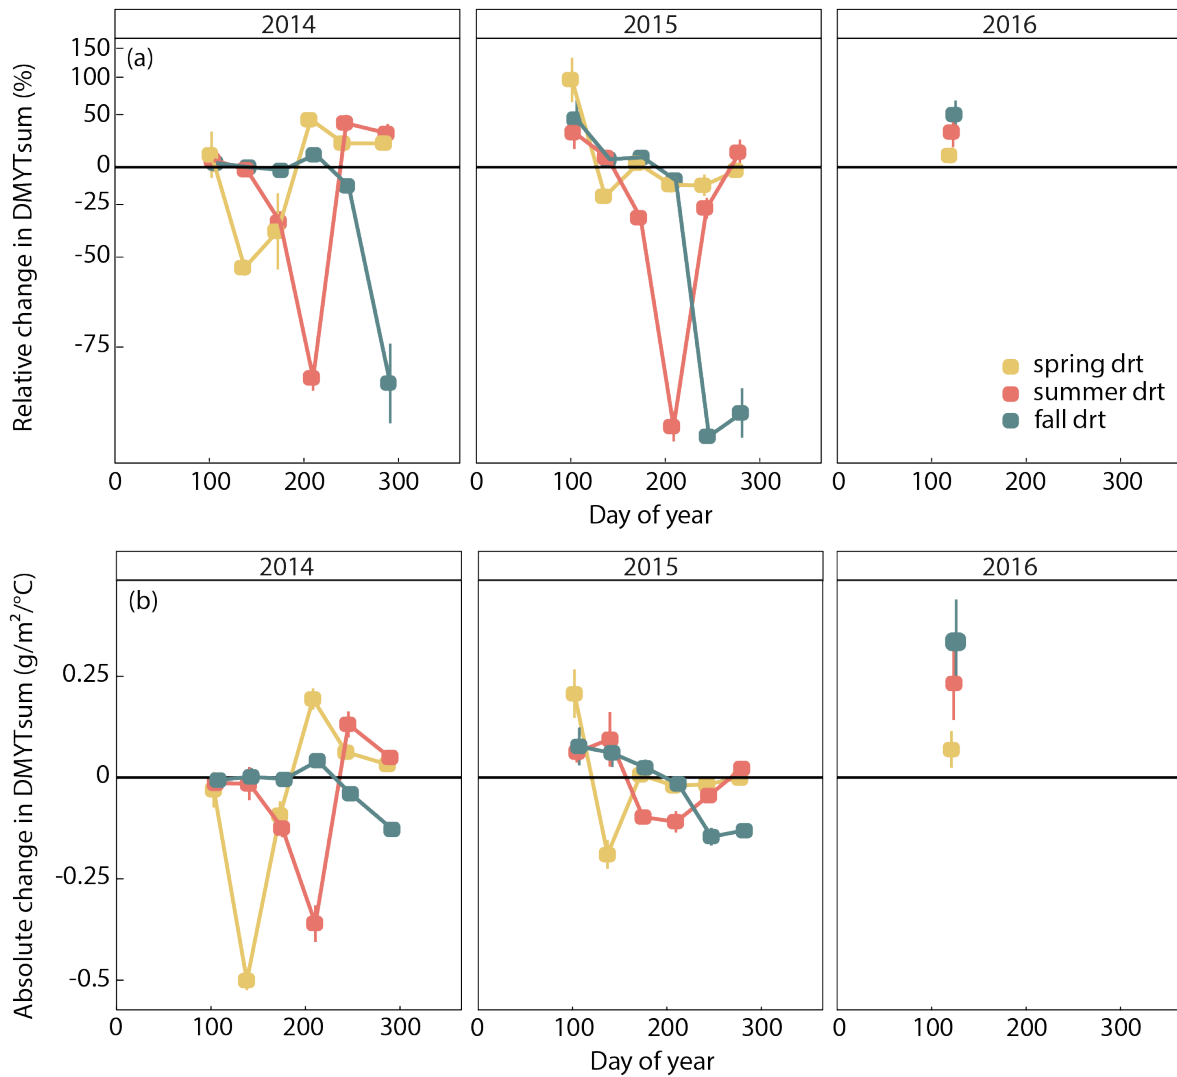 2014 2015 2016
(a)
Relative change in DMYTsum (%)
150
100
50
0
-25
-50
-75
spring drt
summer drt
fall drt
0 100 200 300 0 100 200 300 0 100 200 300
Day of year
2014 2015 2016
(b)
Absolute change in DMYTsum (g/m²/°C)
0.25
0
-0.25
-0.5
0 100 200 300 0 100 200 300 0 100 200 300
Day of year